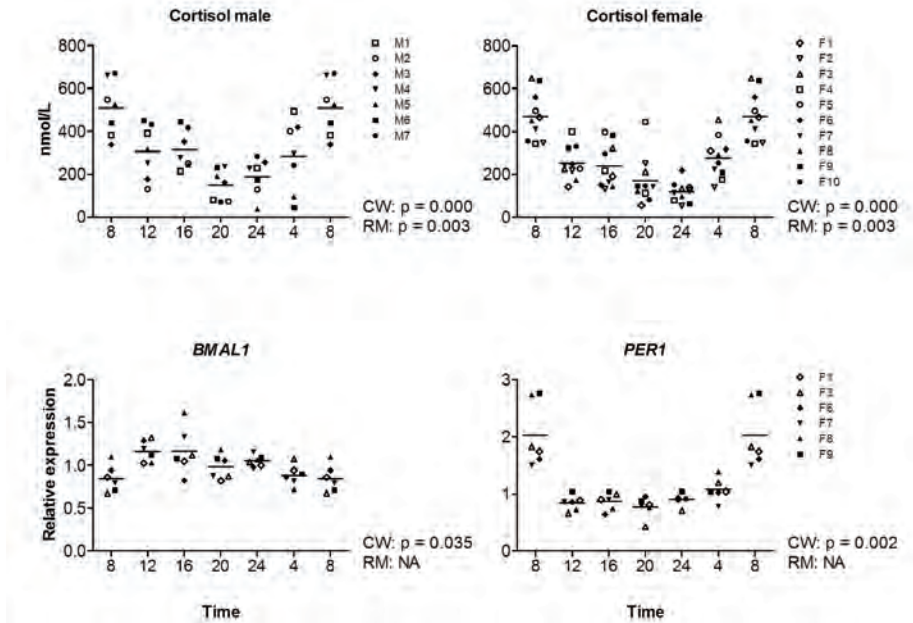 Cortisol male
800
600
400
200
0
nmol/L
8 12 16 20 24 4 8
M1
M2
M3
M4
M5
M6
M7
CW: p = 0.000
RM: p = 0.003
Cortisol female
800
600
400
200
0
8 12 16 20 24 4 8
F1
F2
F3
F4
F5
F6
F7
F8
F9
F10
CW: p = 0.000
RM: p = 0.003
BMAL1
2.0
1.5
1.0
0.5
0.0
Relative expression
8 12 16 20 24 4 8
Time
CW: p = 0.035
RM: NA
PER1
3
2
1
0
8 12 16 20 24 4 8
Time
F1
F3
F6
F7
F8
F9
CW: p = 0.002
RM: NA